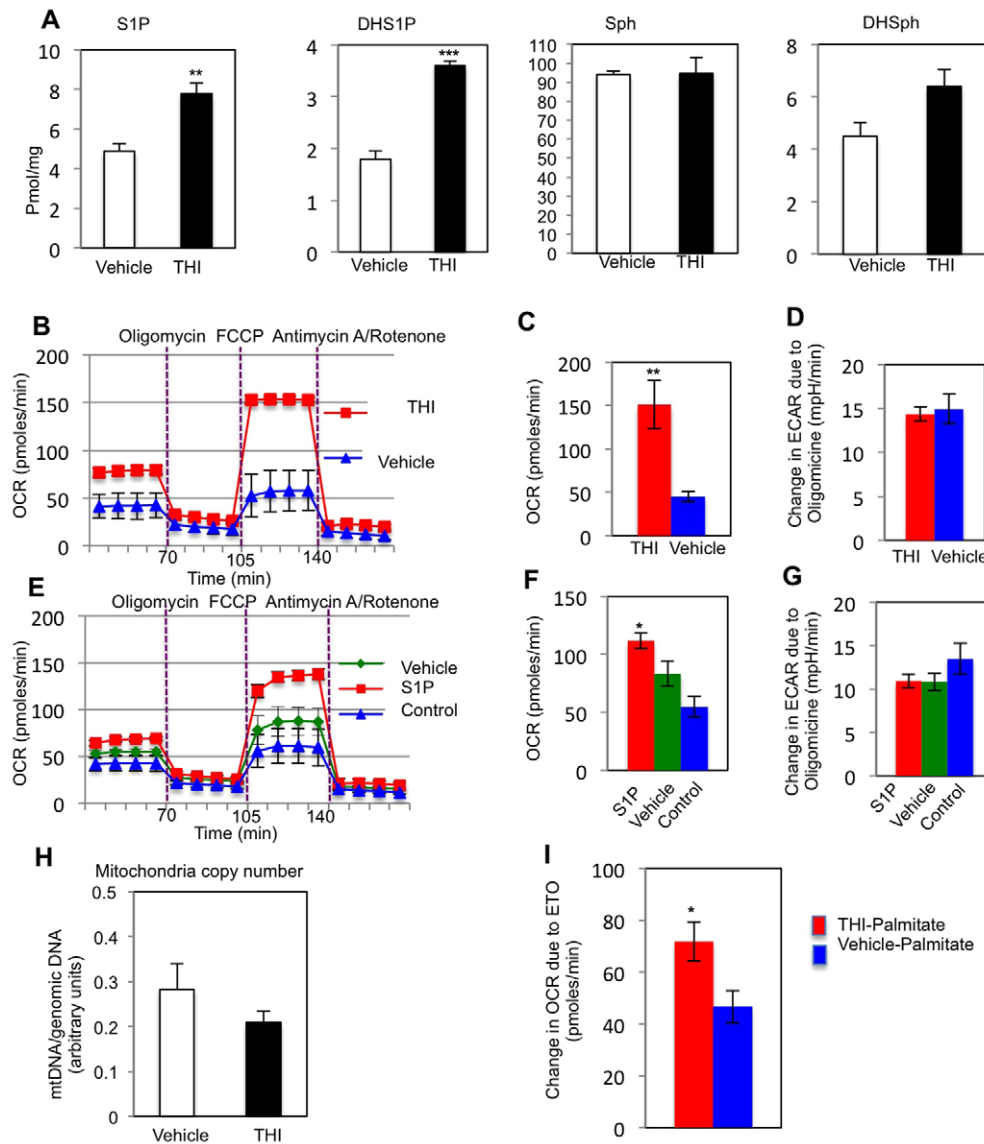 A
S1P
DHS1P
Sph
DHSph
Pmol/mg
10
8
6
4
2
0
**
Vehicle THI
4
3
2
1
0
***
Vehicle THI
110
100
90
80
70
60
50
40
30
20
10
0
Vehicle THI
8
6
4
2
0
Vehicle THI
B
Oligomycin FCCP Antimycin A/Rotenone
OCR (pmoles/min)
200
150
100
50
0
THI
Vehicle
70 105 140
Time (min)
C
OCR (pmoles/min)
200
150
100
50
0
**
THI Vehicle
D
Change in ECAR due to
Oligomicine (mpH/min)
20
15
10
5
0
THI Vehicle
E
Oligomycin FCCP Antimycin A/Rotenone
OCR (pmoles/min)
200
150
100
50
0
Vehicle
S1P
Control
70 105 140
Time (min)
F
OCR (pmoles/min)
150
100
50
0
*
S1P
Vehicle
Control
G
Change in ECAR due to
Oligomicine (mpH/min)
20
15
10
5
0
S1P
Vehicle
Control
H
Mitochondria copy number
mtDNA/genomic DNA
(arbitrary units)
0.5
0.4
0.3
0.2
0.1
0
Vehicle THI
I
Change in OCR due to ETO
(pmoles/min)
100
80
60
40
20
0
*
THI-Palmitate
Vehicle-Palmitate